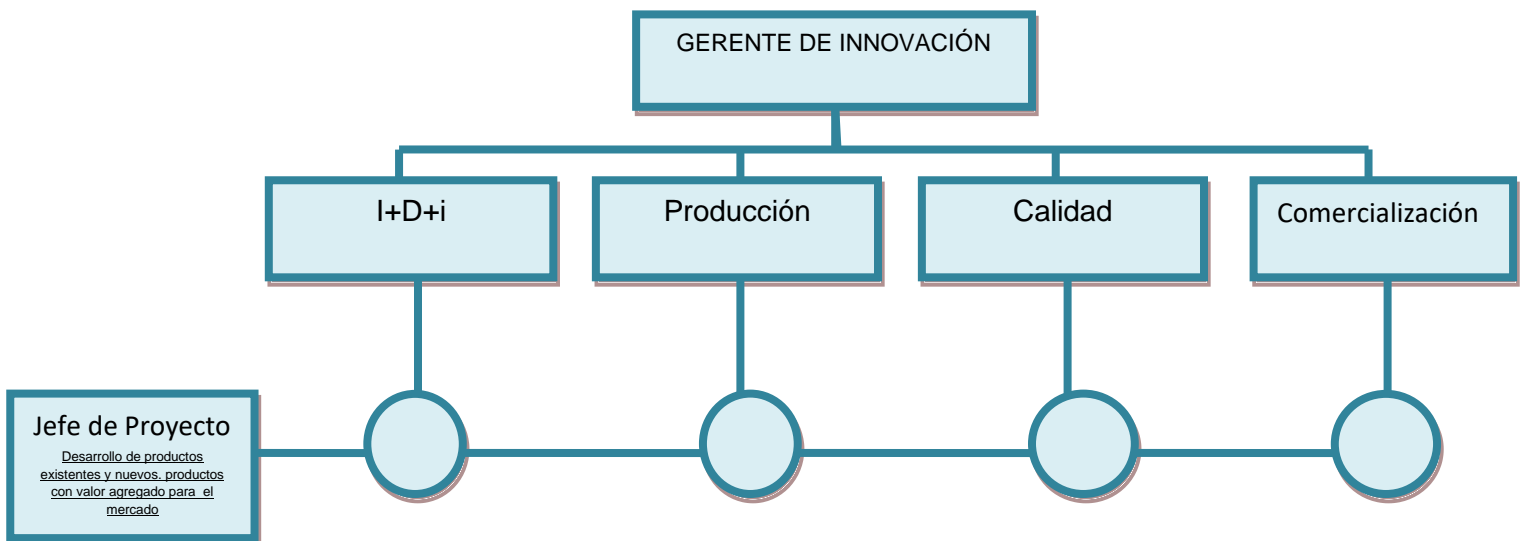 GERENTE DE INNOVACIÓN
I+D+i
Producción
Calidad
Comercialización
Jefe de Proyecto
Desarrollo de productos
existentes y nuevos. productos
con valor agregado para el
mercado